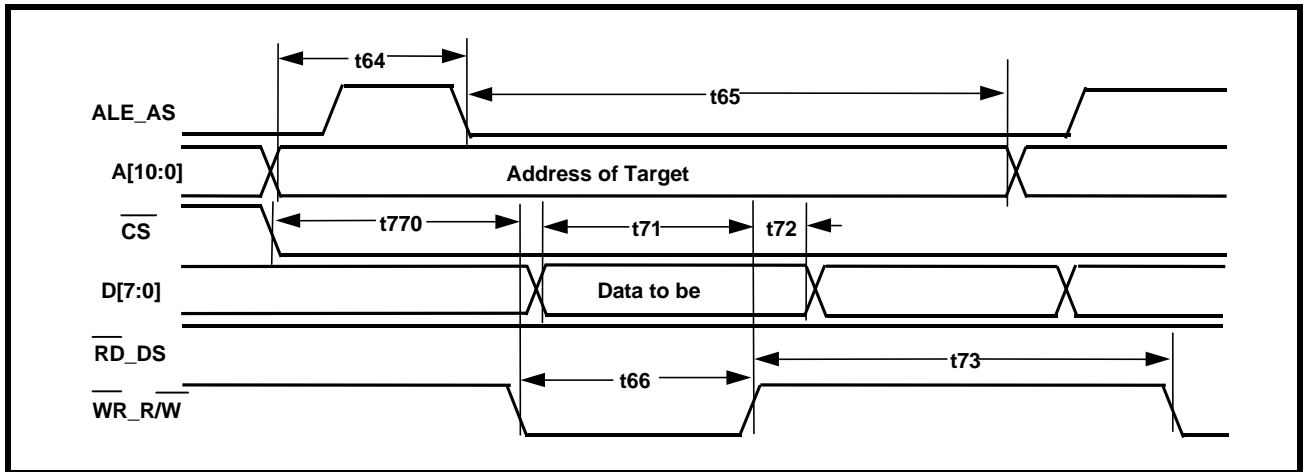 t64
t65
ALE_AS
A[10:0]
Address of Target
CS
t770
t71
t72
D[7:0]
Data to be
RD_DS
t73
t66
WR_R/W